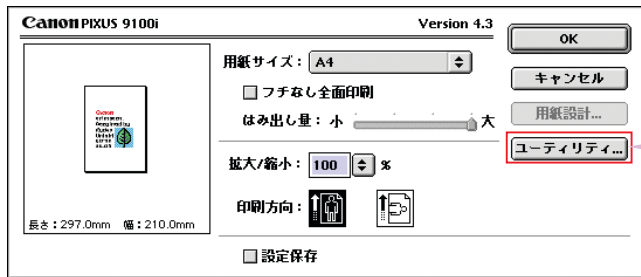 Canon PIXUS 9100i
Version 4.3
用紙サイズ： A4
フチなし全面印刷
はみ出し量： 小 大
拡大/縮小： 100 %
印刷方向：
設定保存
長さ：297.0mm 幅：210.0mm
OK
キャンセル
用紙設定...
ユーティリティ...